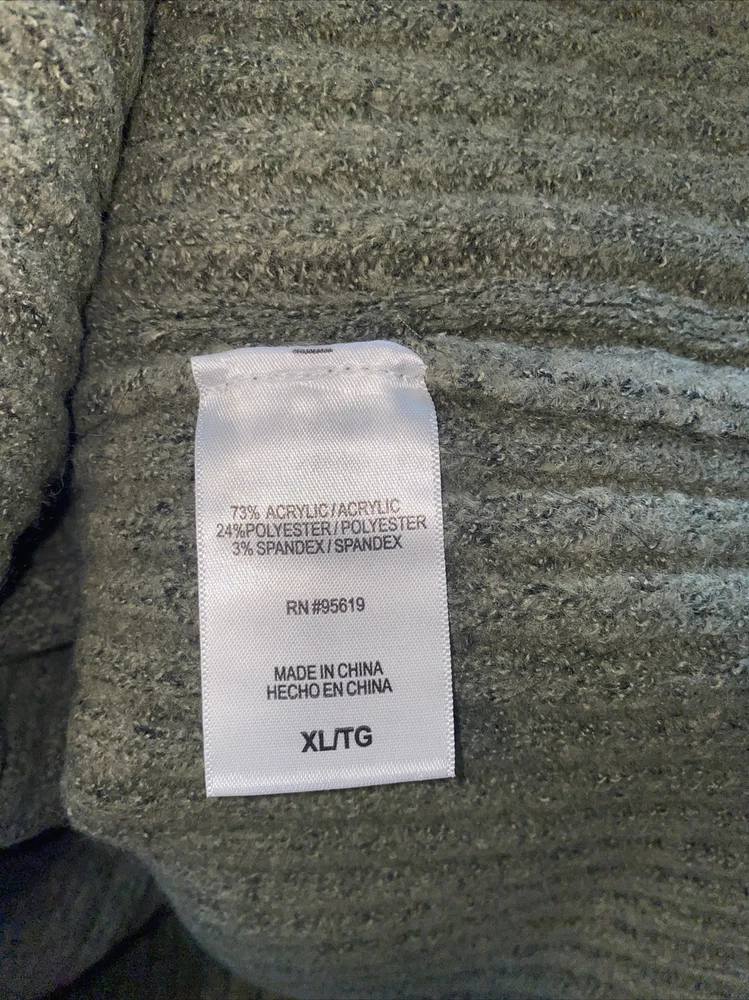 73% ACRYLIC / ACRYLIC
24%POLYESTER / POLYESTER
3% SPANDEX / SPANDEX
RN #95619
MADE IN CHINA
HECHO EN CHINA
XL/TG